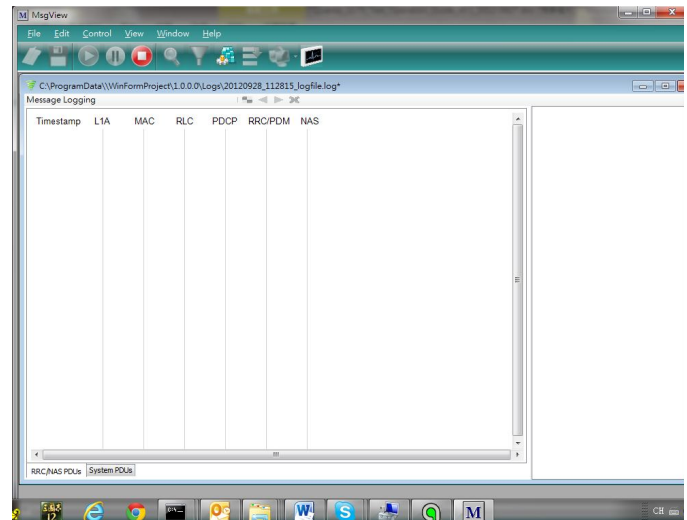 M MsgView
File Edit Control View Window Help
C:\ProgramData\\WinFormProject\1.0.0.0\Logs\20120928_112815_logfile.log*
Message Logging
Timestamp L1A MAC RLC PDCP RRC/PDM NAS
RRC/NAS PDUs System PDUs
W S M CH